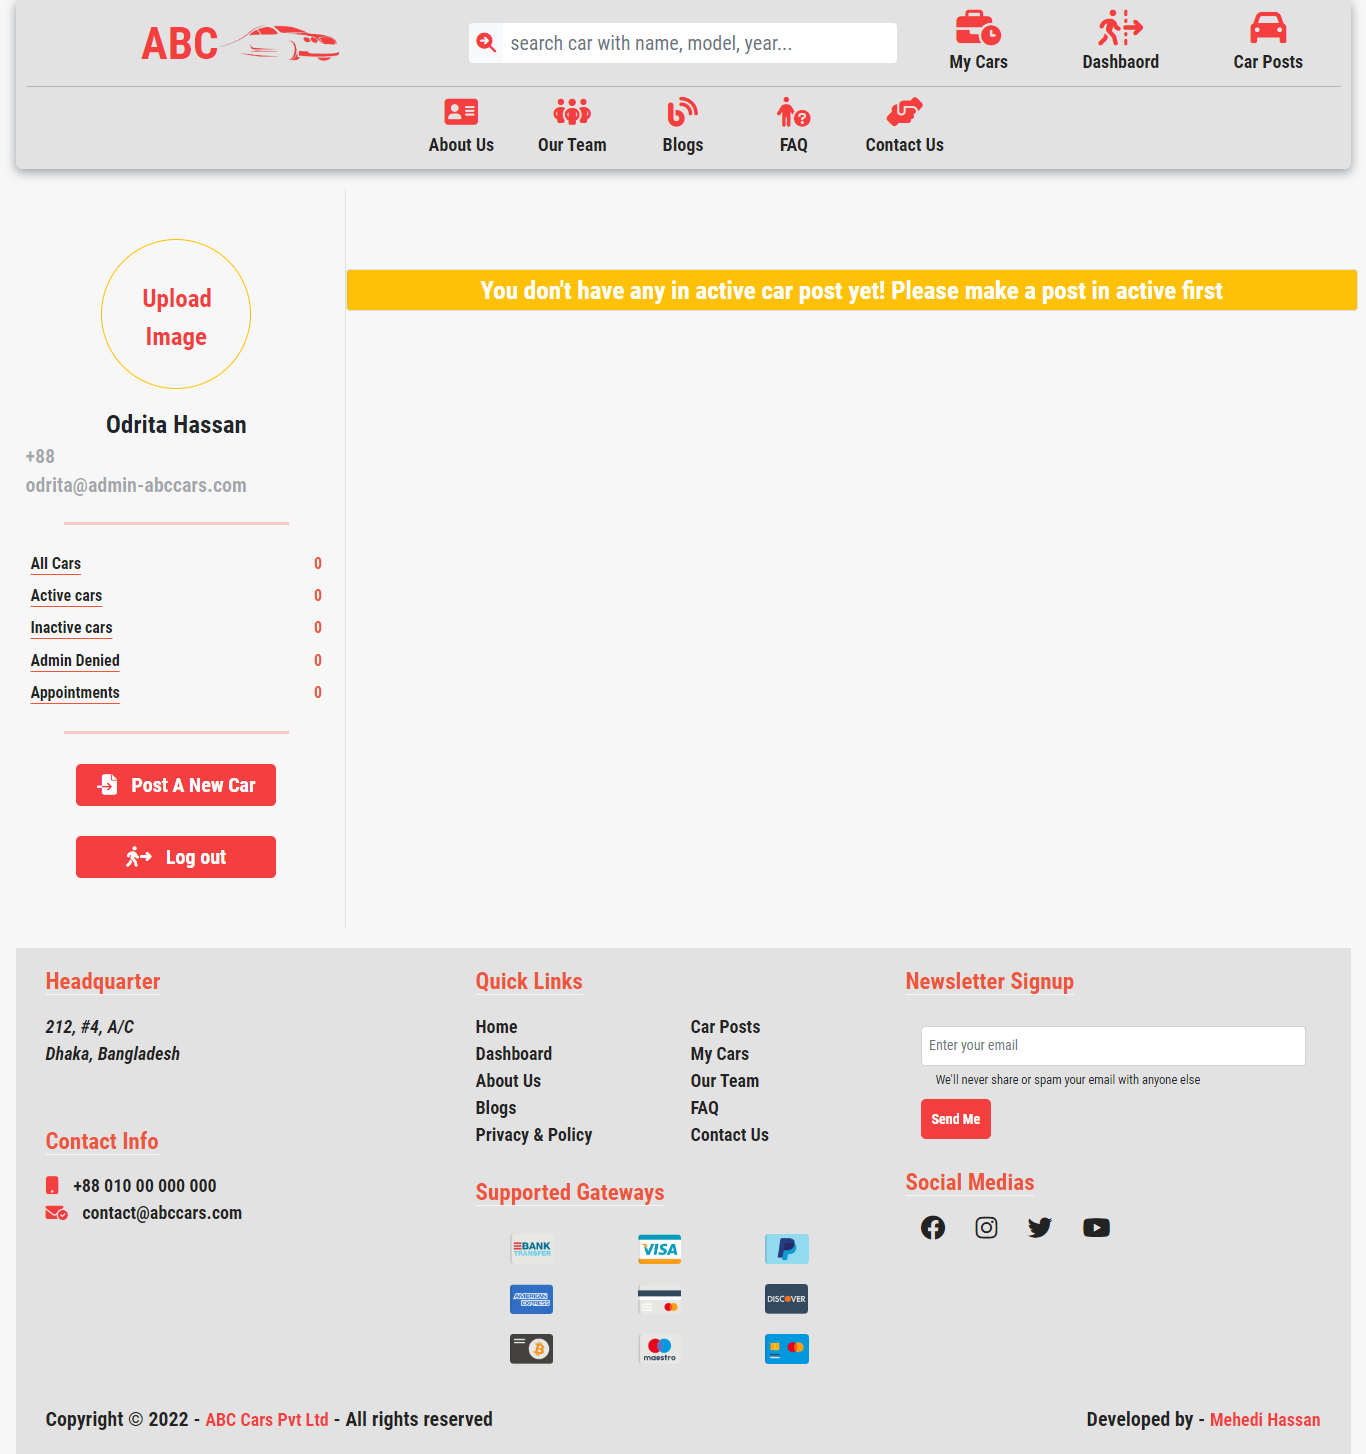 ABC
search car with name, model, year...
My Cars
Dashbaord
Car Posts
About Us
Our Team
Blogs
FAQ
Contact Us
Upload
Image
Odrita Hassan
+88
odrita@admin-abccars.com
All Cars 0
Active cars 0
Inactive cars 0
Admin Denied 0
Appointments 0
Post A New Car
Log out
You don't have any in active car post yet! Please make a post in active first
Headquarter
212, #4, A/C
Dhaka, Bangladesh
Contact Info
+88 010 00 000 000
contact@abccars.com
Quick Links
Home
Dashboard
About Us
Blogs
Privacy & Policy
Car Posts
My Cars
Our Team
FAQ
Contact Us
Supported Gateways
BANK
TRANSFER
VISA
AMERICAN
EXPRESS
DISCOVER
maestro
Newsletter Signup
Enter your email
We'll never share or spam your email with anyone else
Send Me
Social Medias
Copyright © 2022 - ABC Cars Pvt Ltd - All rights reserved
Developed by - Mehedi Hassan